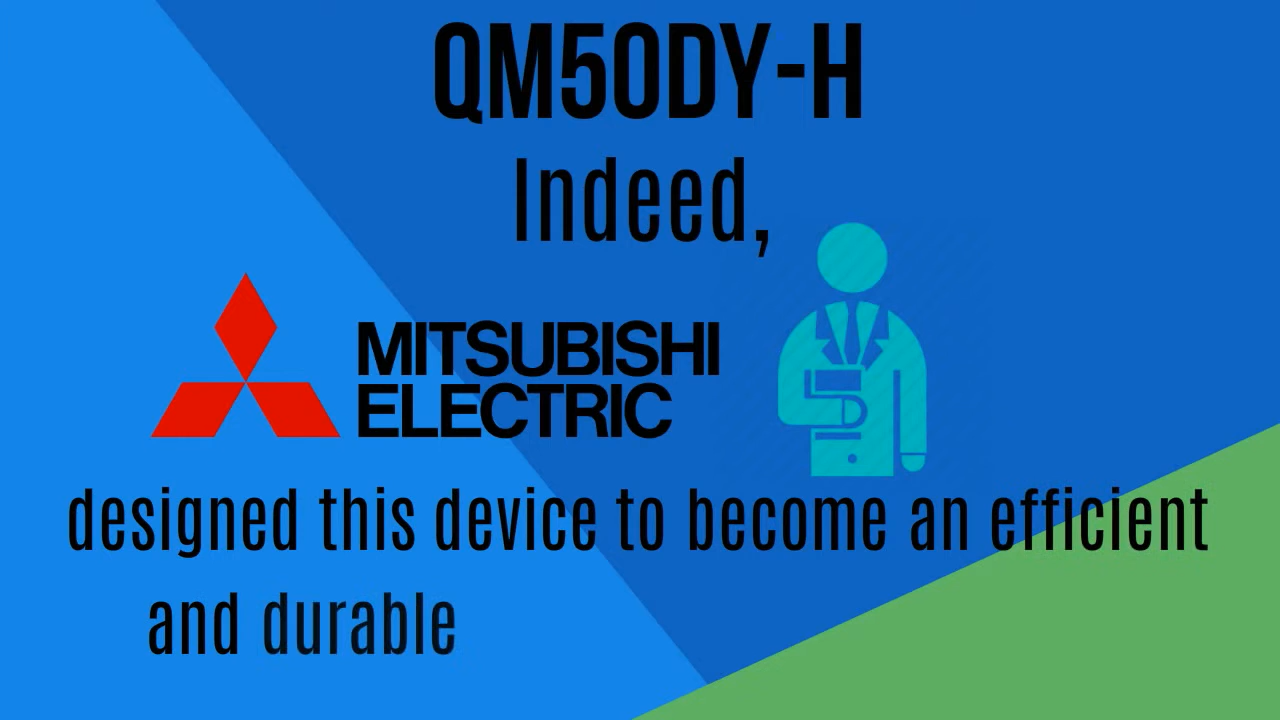 QM50DY-H
Indeed,
MITSUBISHI
ELECTRIC
designed this device to become an efficient
and durable